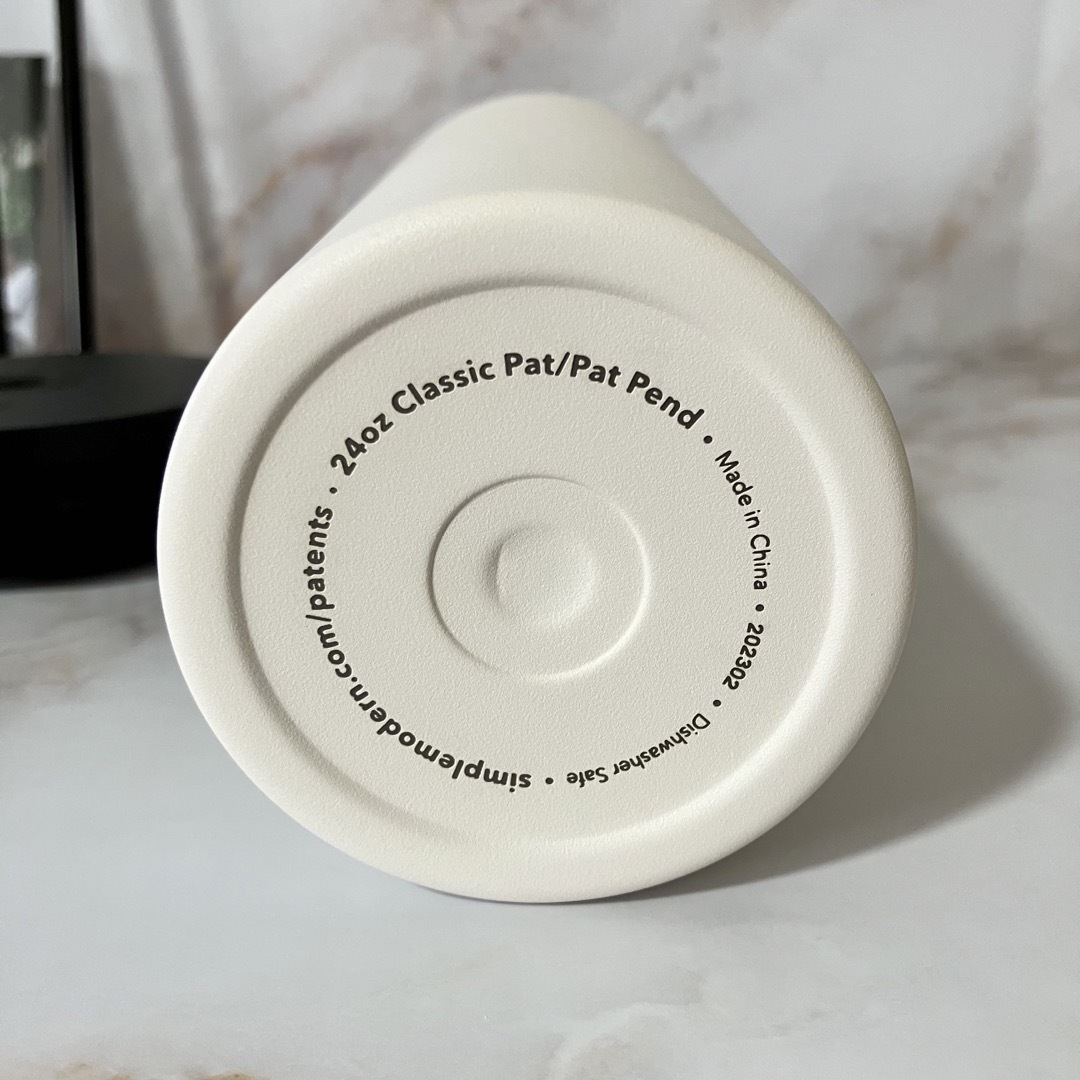 24oz Classic Pat/Pat Pend • Made in China • 202302 • Dishwasher Safe • simplemodern.com/patents •